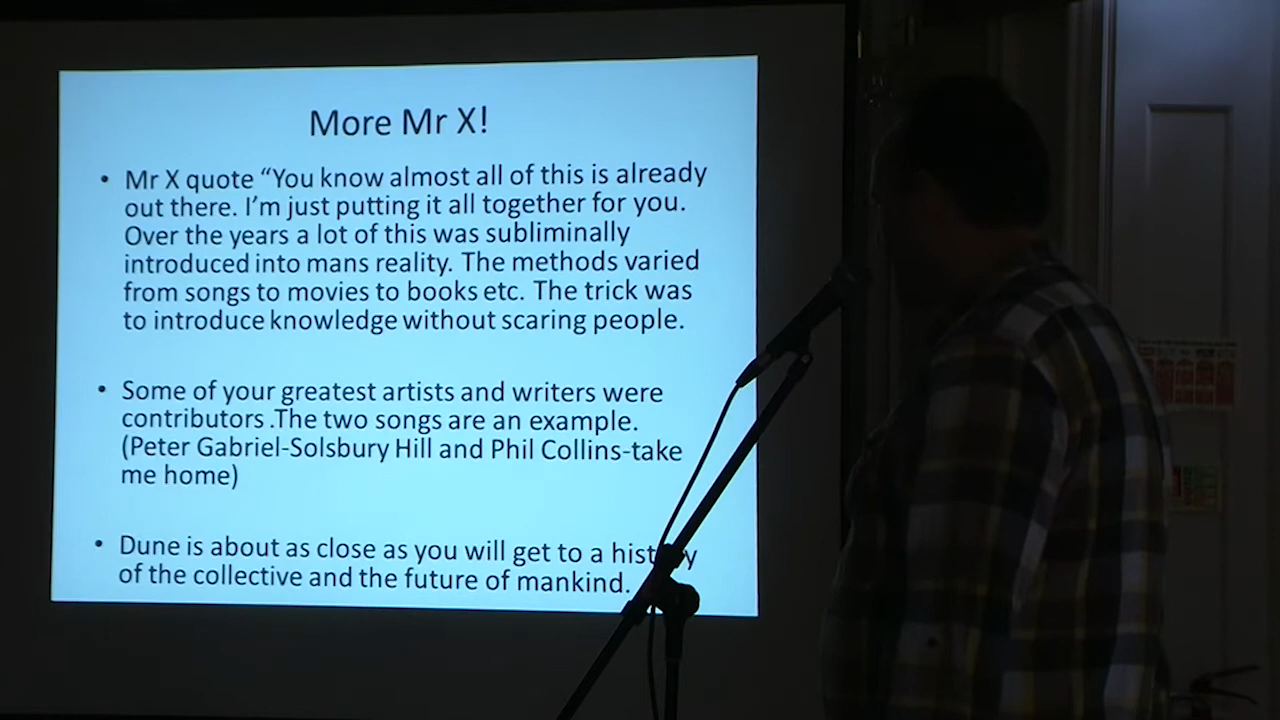 More Mr X!
• Mr X quote “You know almost all of this is already
out there. I’m just putting it all together for you.
Over the years a lot of this was subliminally
introduced into mans reality. The methods varied
from songs to movies to books etc. The trick was
to introduce knowledge without scaring people.
• Some of your greatest artists and writers were
contributors .The two songs are an example.
(Peter Gabriel-Solsbury Hill and Phil Collins-take
me home)
• Dune is about as close as you will get to a history
of the collective and the future of mankind.